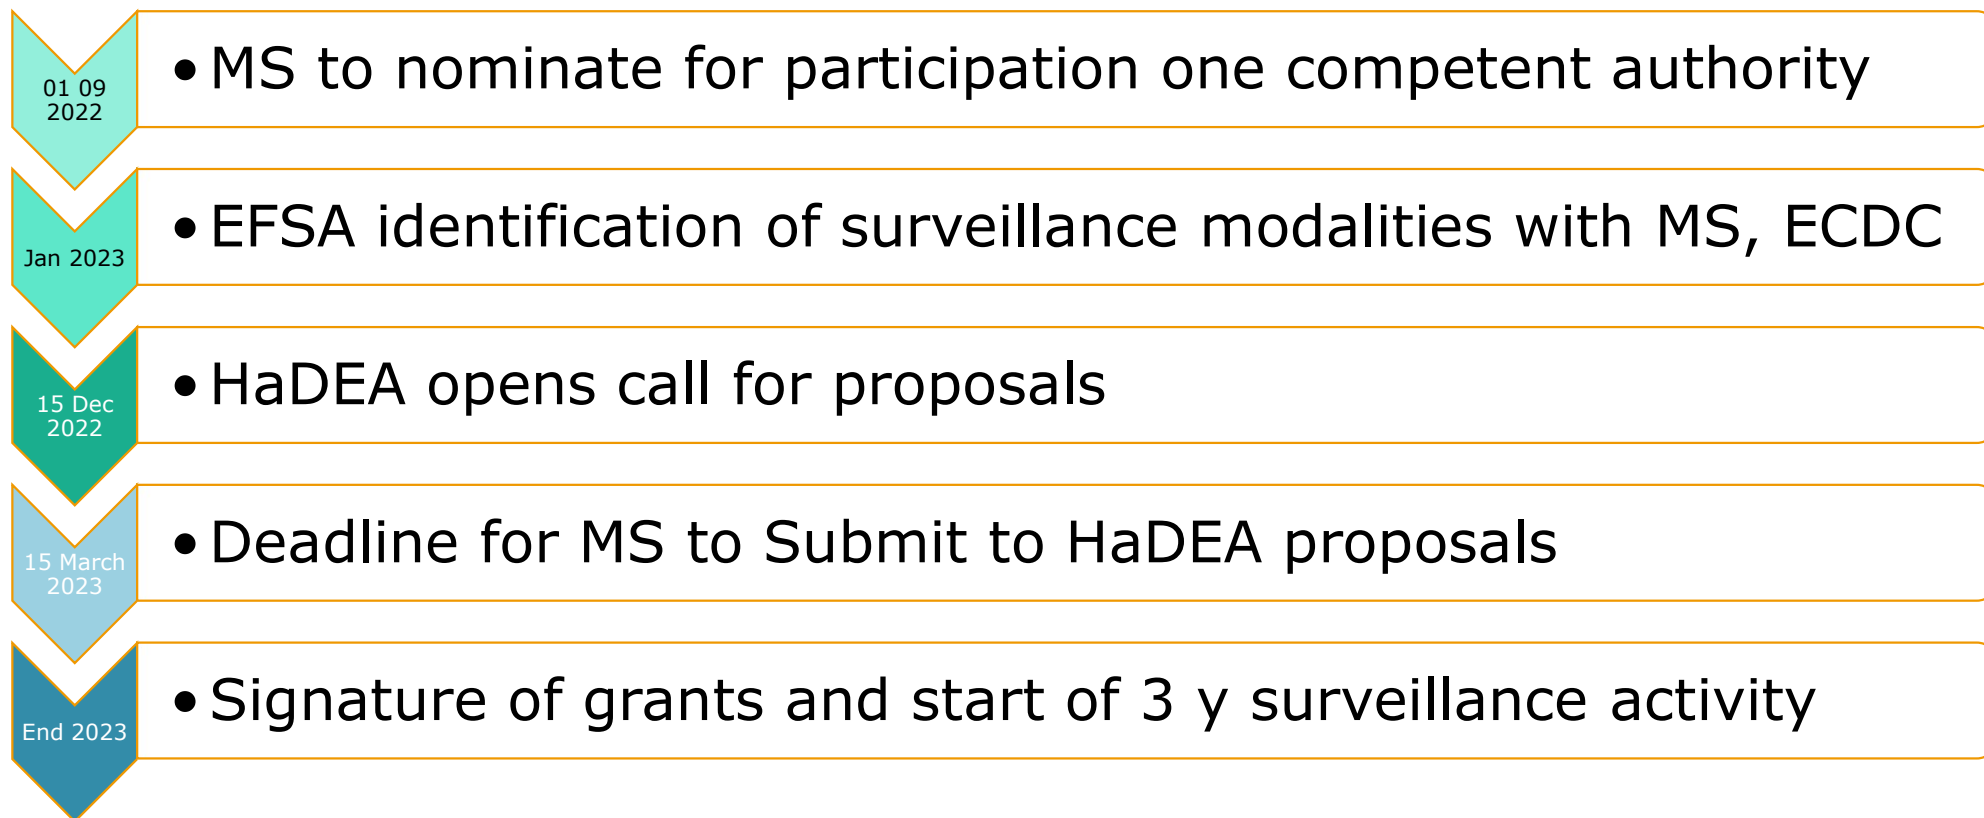 01 09
2022
• MS to nominate for participation one competent authority
Jan 2023
• EFSA identification of surveillance modalities with MS, ECDC
15 Dec
2022
• HaDEA opens call for proposals
15 March
2023
• Deadline for MS to Submit to HaDEA proposals
End 2023
• Signature of grants and start of 3 y surveillance activity